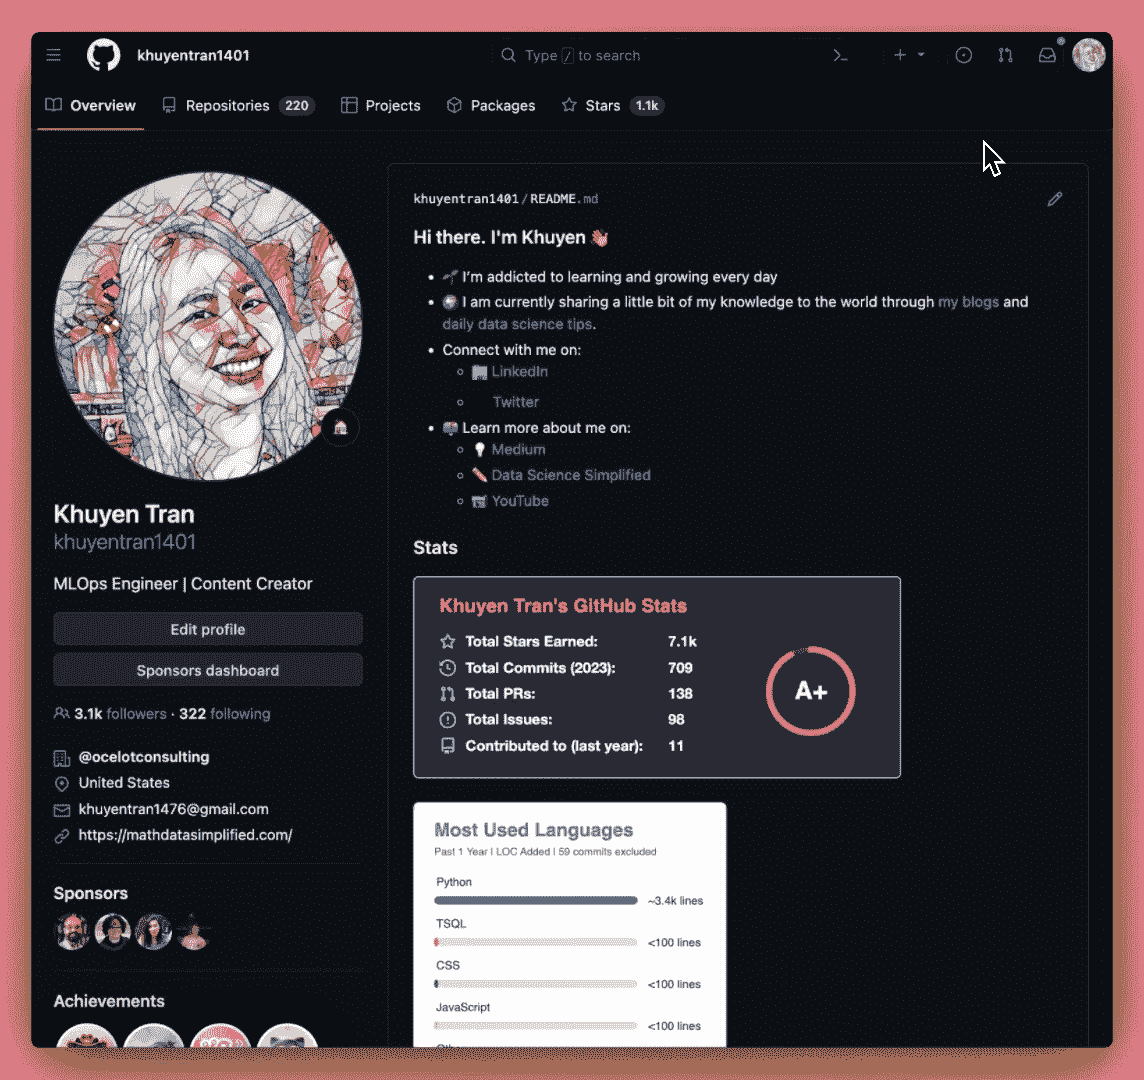 khuyentran1401
Type / to search
Overview
Repositories 220
Projects
Packages
Stars 1.1k
khuyentran1401/README.md
Hi there. I'm Khuyen 👋
I'm addicted to learning and growing every day
I am currently sharing a little bit of my knowledge to the world through my blogs and
daily data science tips.
Connect with me on:
LinkedIn
Twitter
Learn more about me on:
Medium
Data Science Simplified
YouTube
Khuyen Tran
khuyentran1401
MLOps Engineer | Content Creator
Edit profile
Sponsors dashboard
3.1k followers · 322 following
@ocelotconsulting
United States
khuyentran1476@gmail.com
https://mathdatasimplified.com/
Sponsors
Achievements
Stats
Khuyen Tran's GitHub Stats
Total Stars Earned: 7.1k
Total Commits (2023): 709
Total PRs: 138
Total Issues: 98
Contributed to (last year): 11
A+
Most Used Languages
Past 1 Year | LOC Added | 59 commits excluded
Python
~3.4k lines
TSQL
<100 lines
CSS
<100 lines
JavaScript
<100 lines